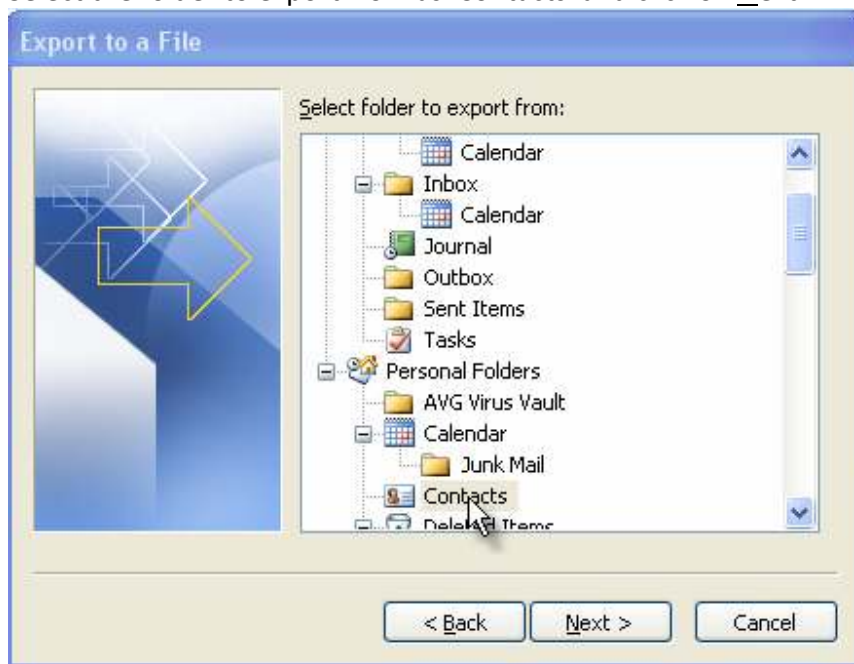 Export to a File
Select folder to export from:
Calendar
Inbox
Calendar
Journal
Outbox
Sent Items
Tasks
Personal Folders
AVG Virus Vault
Calendar
Junk Mail
Contacts
Items
< Back
Next >
Cancel